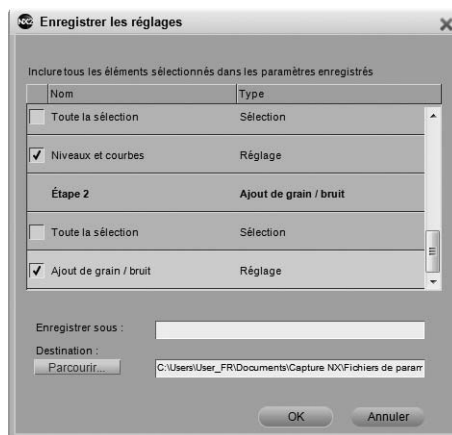 NX2 Enregistrer les réglages
Inclure tous les éléments sélectionnés dans les paramètres enregistrés
Nom Type
Toute la sélection Sélection
Niveaux et courbes Réglage
Étape 2 Ajout de grain / bruit
Toute la sélection Sélection
Ajout de grain / bruit Réglage
Enregistrer sous :
Destination :
Parcourir... C:\Users\User_FR\Documents\Capture NX\Fichiers de param
OK Annuler